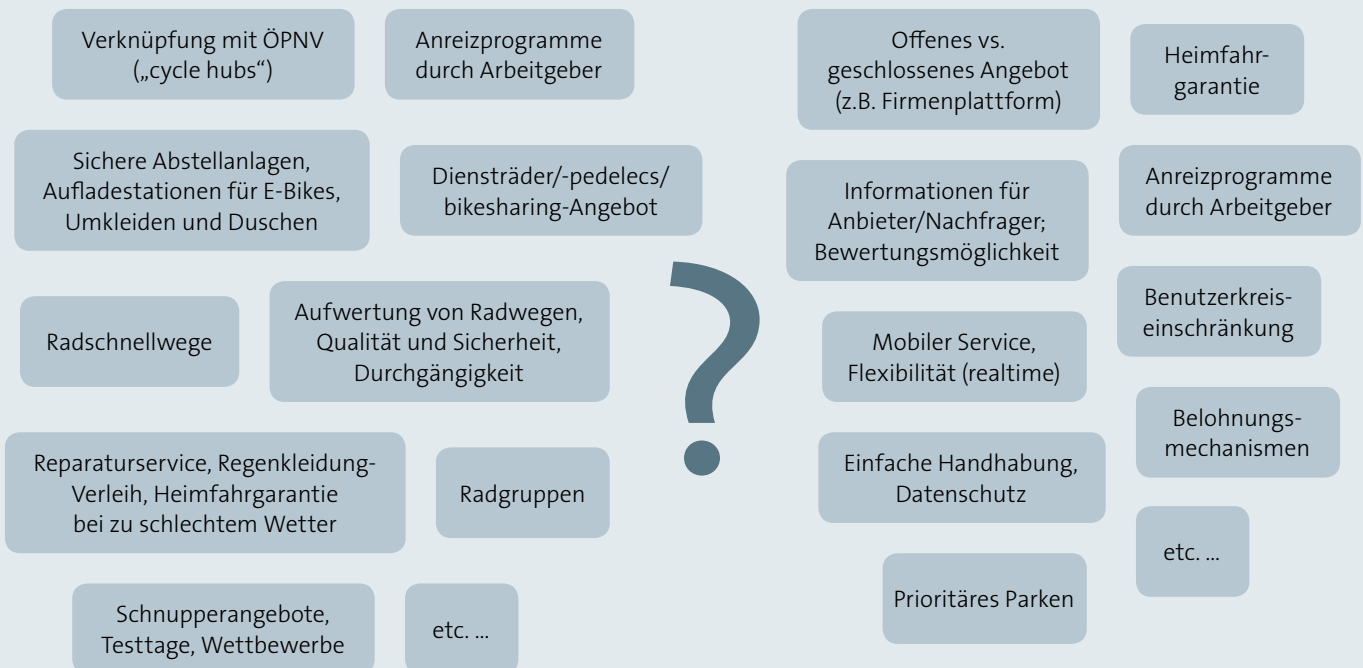 Verknüpfung mit ÖPNV
(„cycle hubs“)
Anreizprogramme
durch Arbeitgeber
Sichere Abstellanlagen,
Aufladestationen für E-Bikes,
Umkleiden und Duschen
Diensträder/-pedelecs/
bikesharing-Angebot
Radschnellwege
Aufwertung von Radwegen,
Qualität und Sicherheit,
Durchgängigkeit
Reparaturservice, Regenkleidung-
Verleih, Heimfahrgarantie
bei zu schlechtem Wetter
Radgruppen
Schnupperangebote,
Testtage, Wettbewerbe
etc. ...
?
Offenes vs.
geschlossenes Angebot
(z.B. Firmenplattform)
Heimfahr-
garantie
Informationen für
Anbieter/Nachfrager;
Bewertungsmöglichkeit
Anreizprogramme
durch Arbeitgeber
Mobiler Service,
Flexibilität (realtime)
Benutzerkreis-
einschränkung
Einfache Handhabung,
Datenschutz
Belohnungs-
mechanismen
Prioritäres Parken
etc. ...